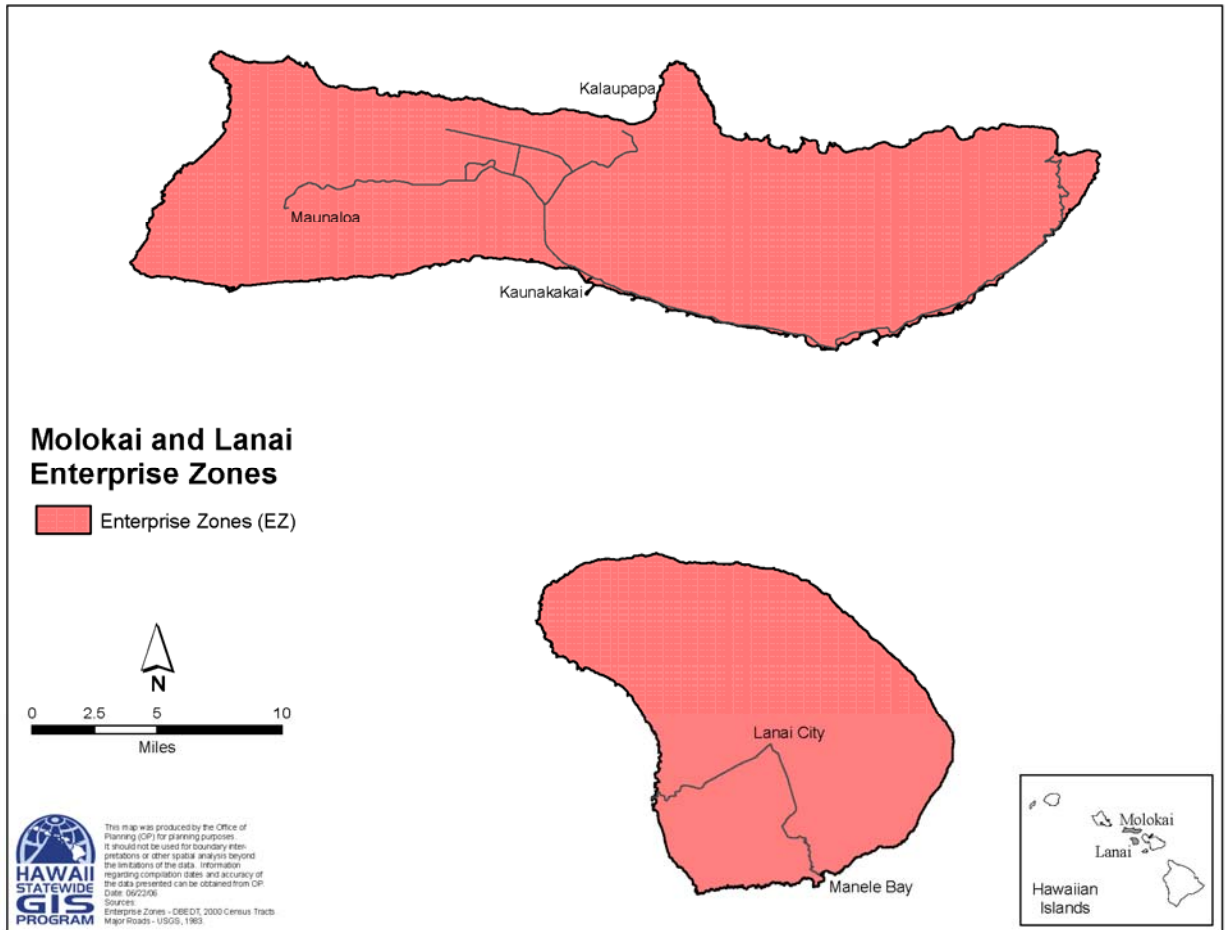 Kalaupapa
Maunaloa
Kaunakakai
Molokai and Lanai
Enterprise Zones
Enterprise Zones (EZ)
N
0 2.5 5 10
Miles
Lanai City
Manele Bay
HAWAII
STATEWIDE
GIS
PROGRAM
This map was produced by the Office of
Planning (OP) for planning purposes.
It should not be used for boundary inter-
pretations or other spatial analysis beyond
the limitations of the data. Information
regarding compilation dates and accuracy of
the data presented can be obtained from OP.
Date: 06/22/06
Sources:
Enterprise Zones - DBEDT, 2000 Census Tracts
Major Roads - USGS, 1983.
Molokai
Lanai
Hawaiian
Islands